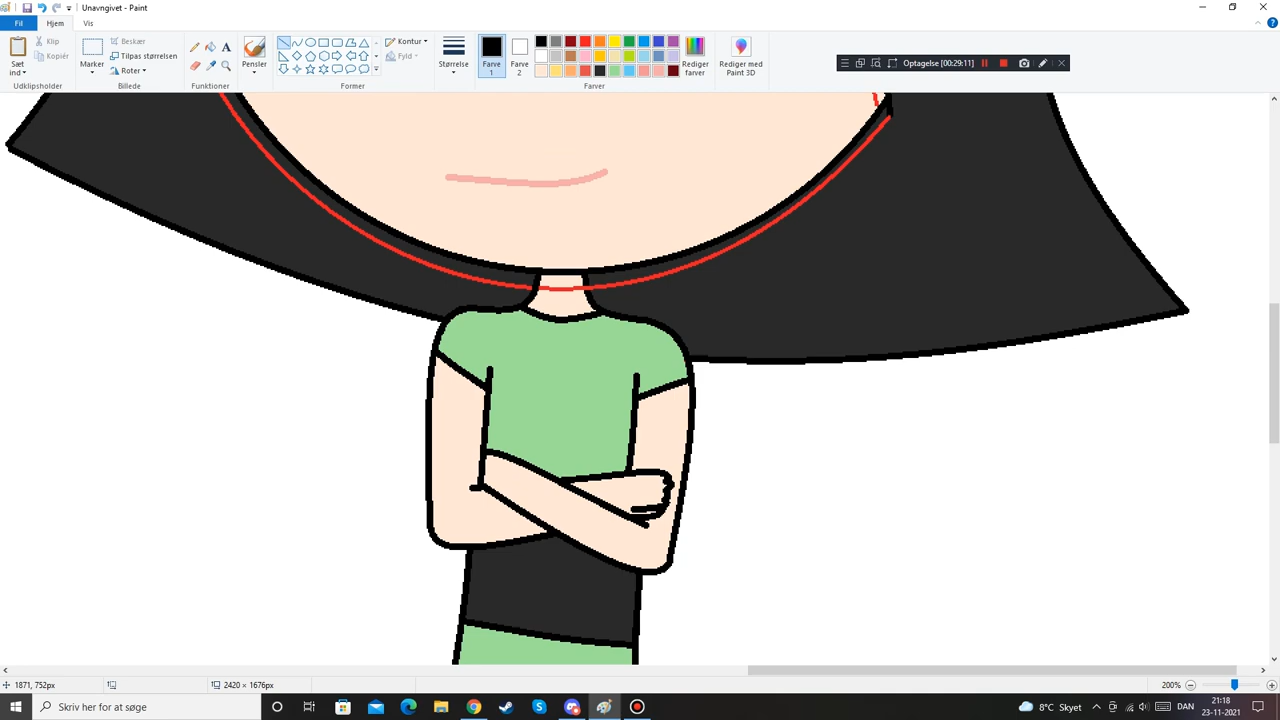 Unavngivet - Paint
Fil Hjem Vis
Sæt ind
Klip
Kopiér
Udklipsholder
Marker
Beskær
Tilpas størrelsen
Roter
Billede
Funktioner
Pensler
Kontur
Fyld
Former
Størrelse
Farve 1
Farve 2
Rediger farver
Rediger med Paint 3D
Farver
Optagelse [00:29:11]
1871, 752px
2420 × 1676px
200%
Skriv her for at søge
5°C Skyet
DAN
21:18
23-11-2021